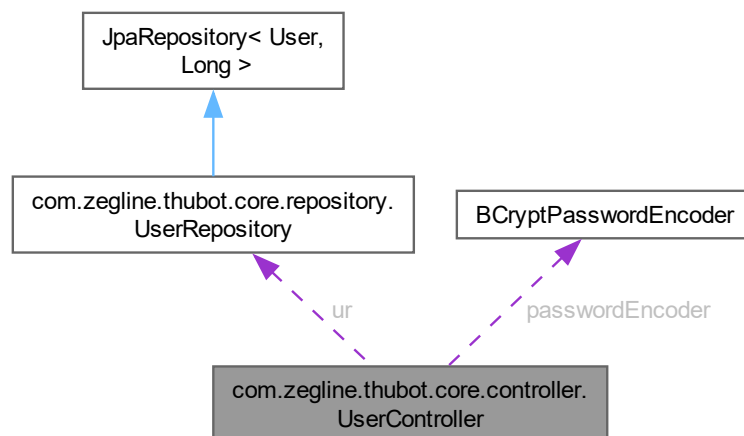 JpaRepository< User,
Long >
com.zegline.thubot.core.repository.
UserRepository
BCryptPasswordEncoder
ur
passwordEncoder
com.zegline.thubot.core.controller.
UserController